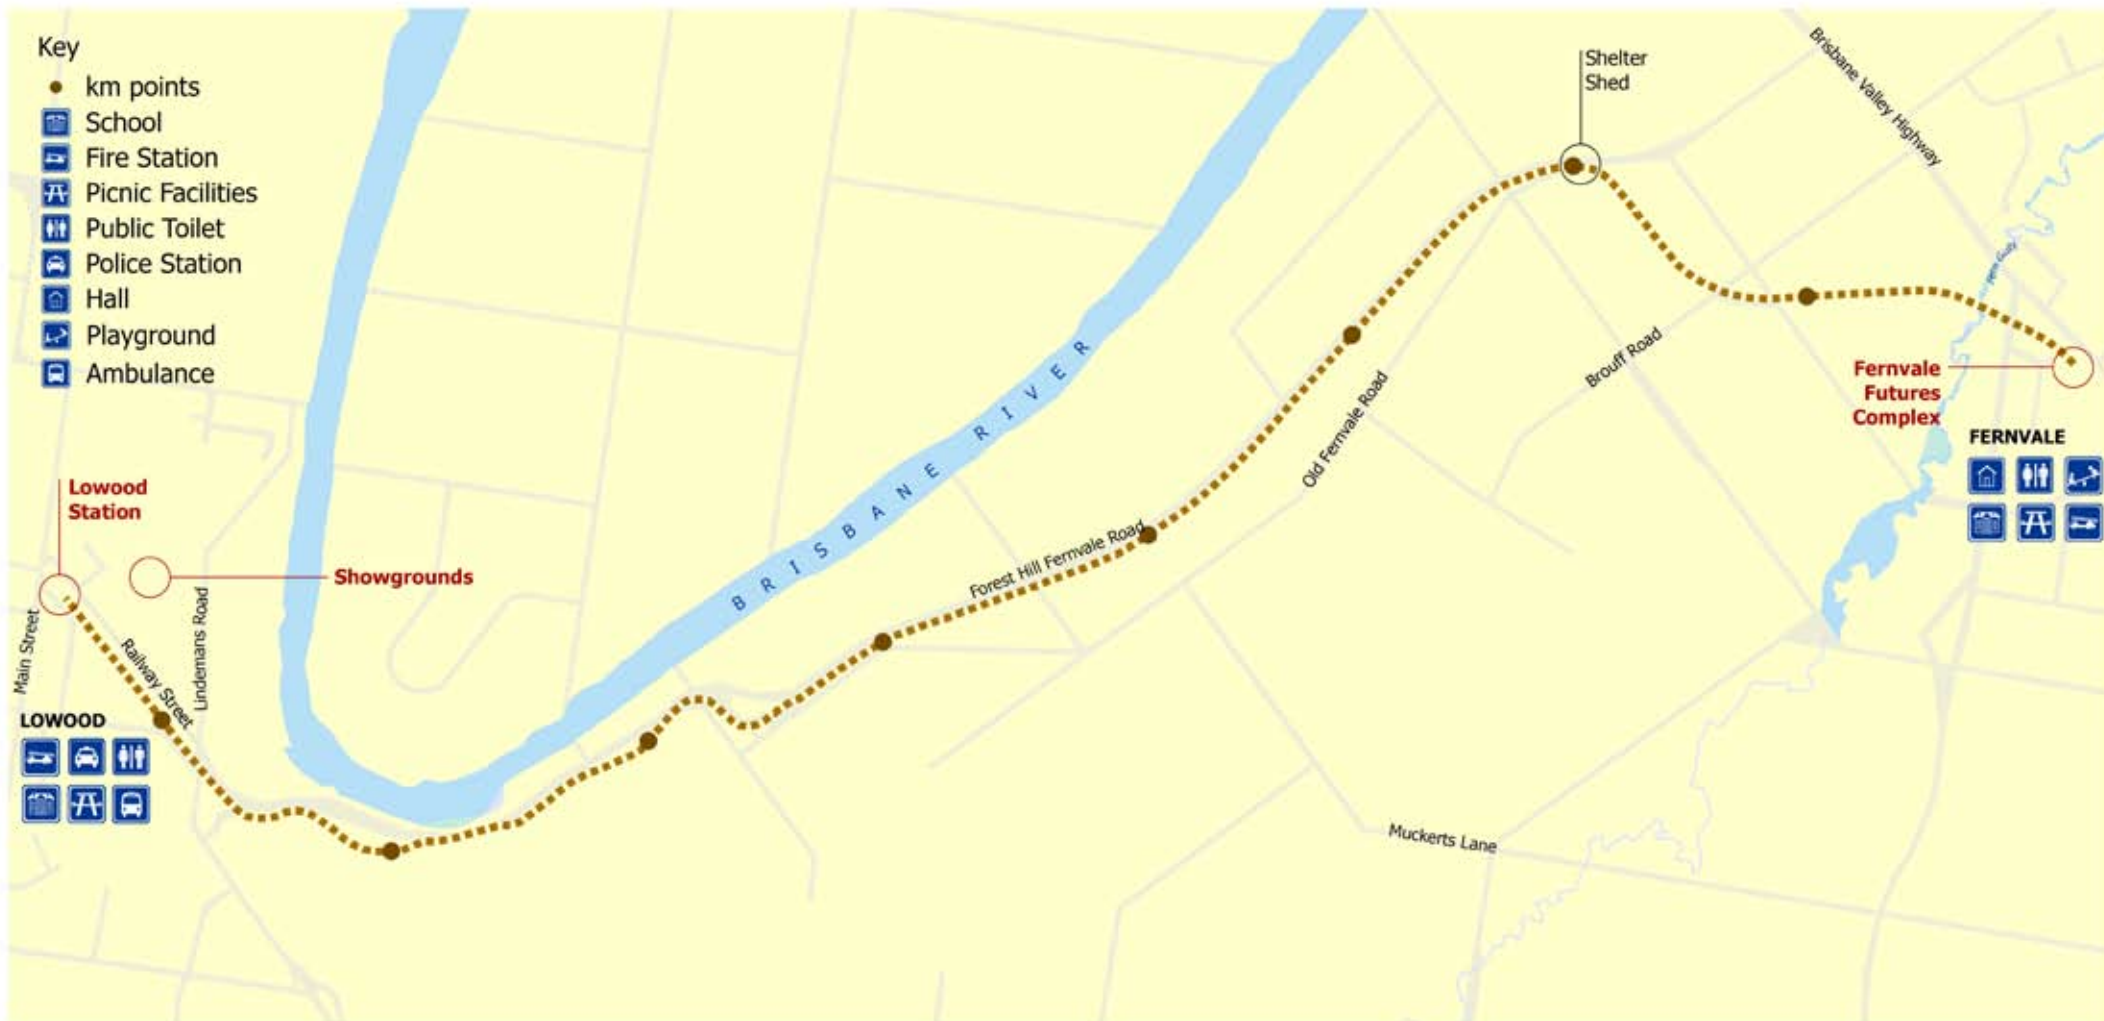 Key
km points
School
Fire Station
Picnic Facilities
Public Toilet
Police Station
Hall
Playground
Ambulance
Shelter
Shed
Brisbane Valley Highway
Fern Gully
BRISBANE RIVER
Brouff Road
Old Fernvale Road
Fernvale
Futures
Complex
FERNVALE
Lowood
Station
Showgrounds
Forest Hill Fernvale Road
Main Street
Railway Street
Lindemans Road
LOWOOD
Muckerts Lane